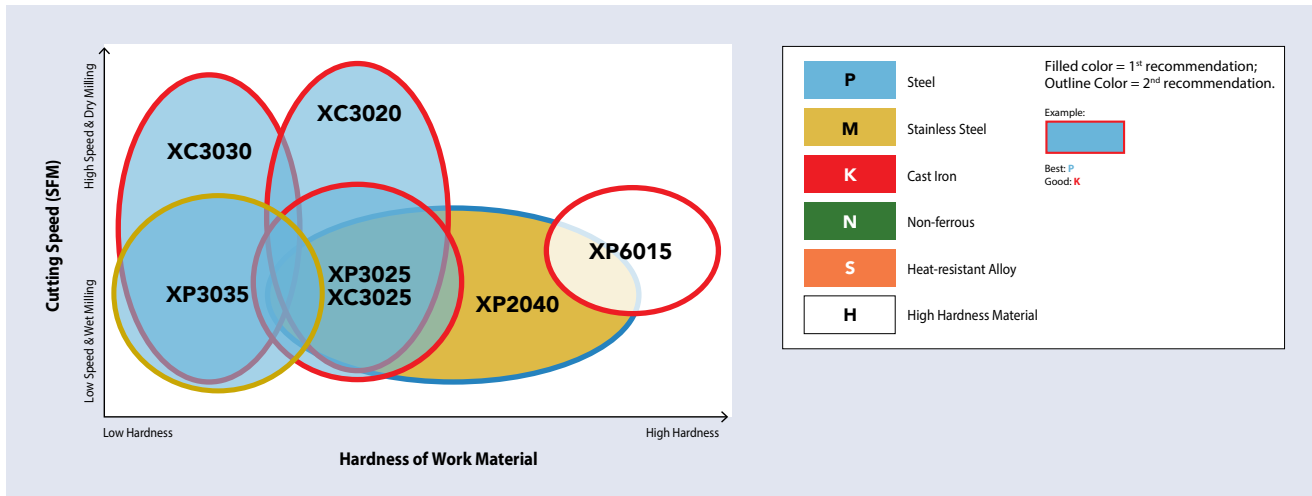 Cutting Speed (SFM)
High Speed & Dry Milling
Low Speed & Wet Milling
XC3030
XC3020
XP3035
XP3025
XC3025
XP2040
XP6015
Low Hardness
High Hardness
Hardness of Work Material
P Steel
M Stainless Steel
K Cast Iron
N Non-ferrous
S Heat-resistant Alloy
H High Hardness Material
Filled color = 1st recommendation;
Outline Color = 2nd recommendation.
Example:
Best: P
Good: K